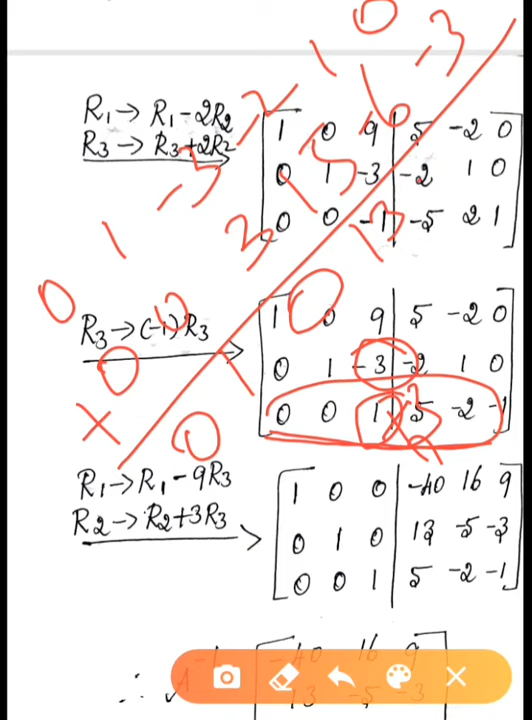 R₁→ R₁-2R₂
R₃→ R₃+2R₂
1 0 9 | 5 -2 0
0 1 -3 | -2 1 0
0 0 -1 | -5 2 1
R₃→(-1)R₃
1 0 9 | 5 -2 0
0 1 -3 | -2 1 0
0 0 1 | 5 -2 -1
R₁→R₁-9R₃
R₂→R₂+3R₃
1 0 0 | -40 16 9
0 1 0 | 13 -5 -3
0 0 1 | 5 -2 -1
∴ A⁻¹ -40 16 9
13 -5 -3